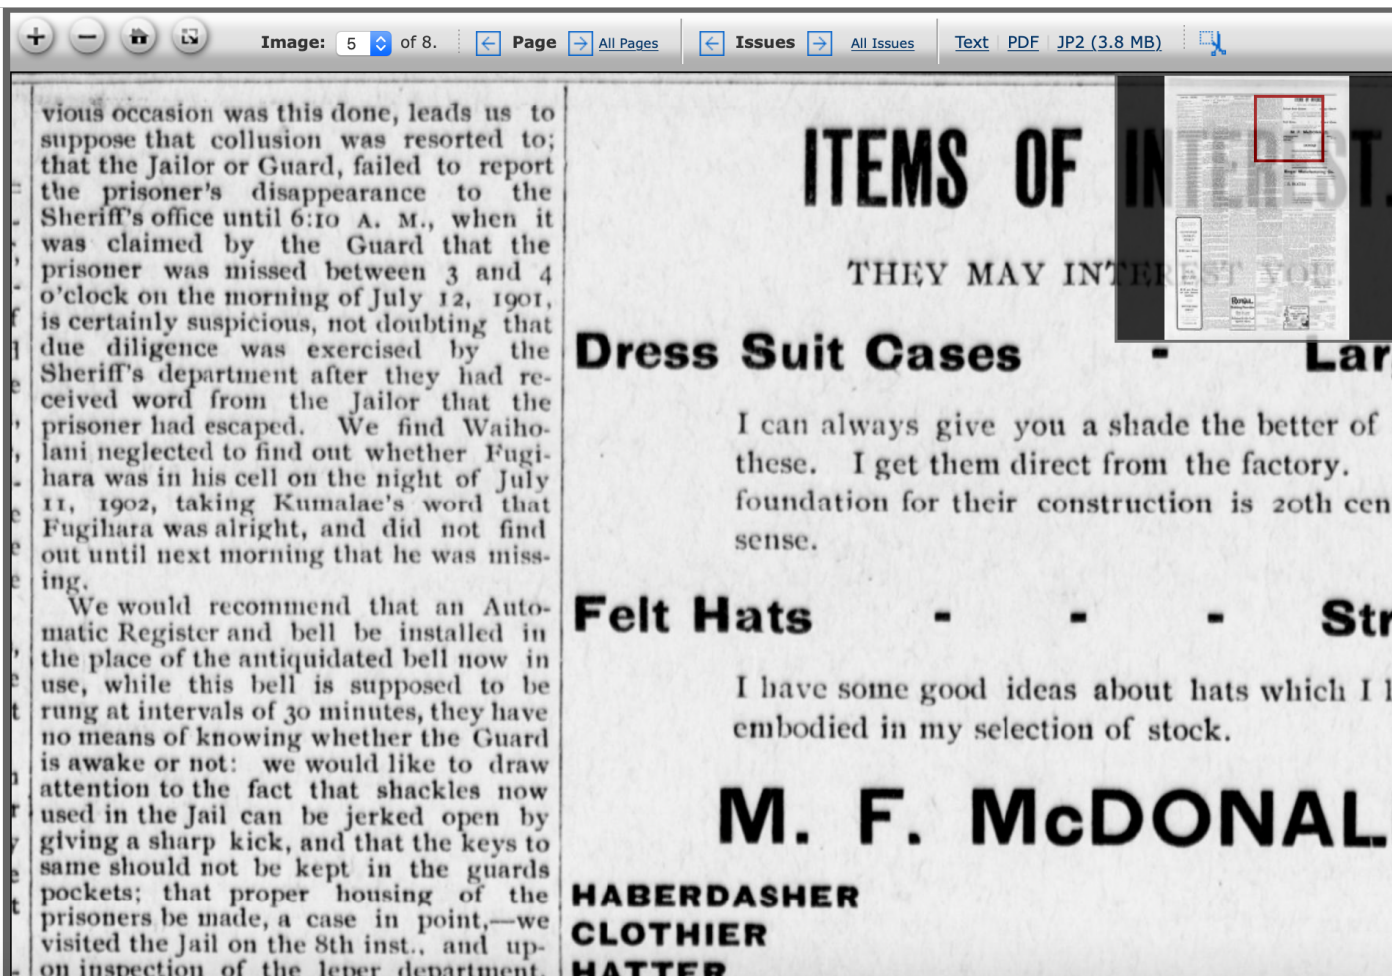 Image: 5 of 8. Page All Pages Issues All Issues Text PDF JP2 (3.8 MB)
vious occasion was this done, leads us to
suppose that collusion was resorted to;
that the Jailor or Guard, failed to report
the prisoner's disappearance to the
Sheriff's office until 6:10 A. M., when it
was claimed by the Guard that the
prisoner was missed between 3 and 4
o'clock on the morning of July 12, 1901,
is certainly suspicious, not doubting that
due diligence was exercised by the
Sheriff's department after they had re-
ceived word from the Jailor that the
prisoner had escaped. We find Waiho-
lani neglected to find out whether Fugi-
hara was in his cell on the night of July
11, 1902, taking Kumalae's word that
Fugihara was alright, and did not find
out until next morning that he was miss-
ing.
We would recommend that an Auto-
matic Register and bell be installed in
the place of the antiquidated bell now in
use, while this bell is supposed to be
rung at intervals of 30 minutes, they have
no means of knowing whether the Guard
is awake or not: we would like to draw
attention to the fact that shackles now
used in the Jail can be jerked open by
giving a sharp kick, and that the keys to
same should not be kept in the guards
pockets; that proper housing of the
prisoners be made, a case in point,—we
visited the Jail on the 8th inst., and up-
on inspection of the leper department,
ITEMS OF INTEREST.
THEY MAY INTEREST YOU.
Dress Suit Cases - Lar
I can always give you a shade the better of
these. I get them direct from the factory.
foundation for their construction is 20th cen
sense.
Felt Hats - - - Str
I have some good ideas about hats which I h
embodied in my selection of stock.
M. F. McDONAL
HABERDASHER
CLOTHIER
HATTER